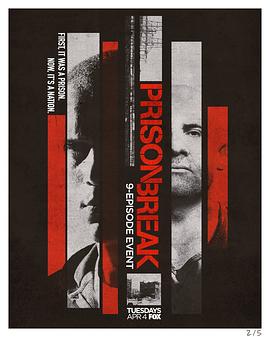 FIRST, IT WAS A PRISON.
NOW, IT'S A NATION.
PRISON BREAK
9-EPISODE EVENT
TUESDAYS
APR 4 FOX
2/5